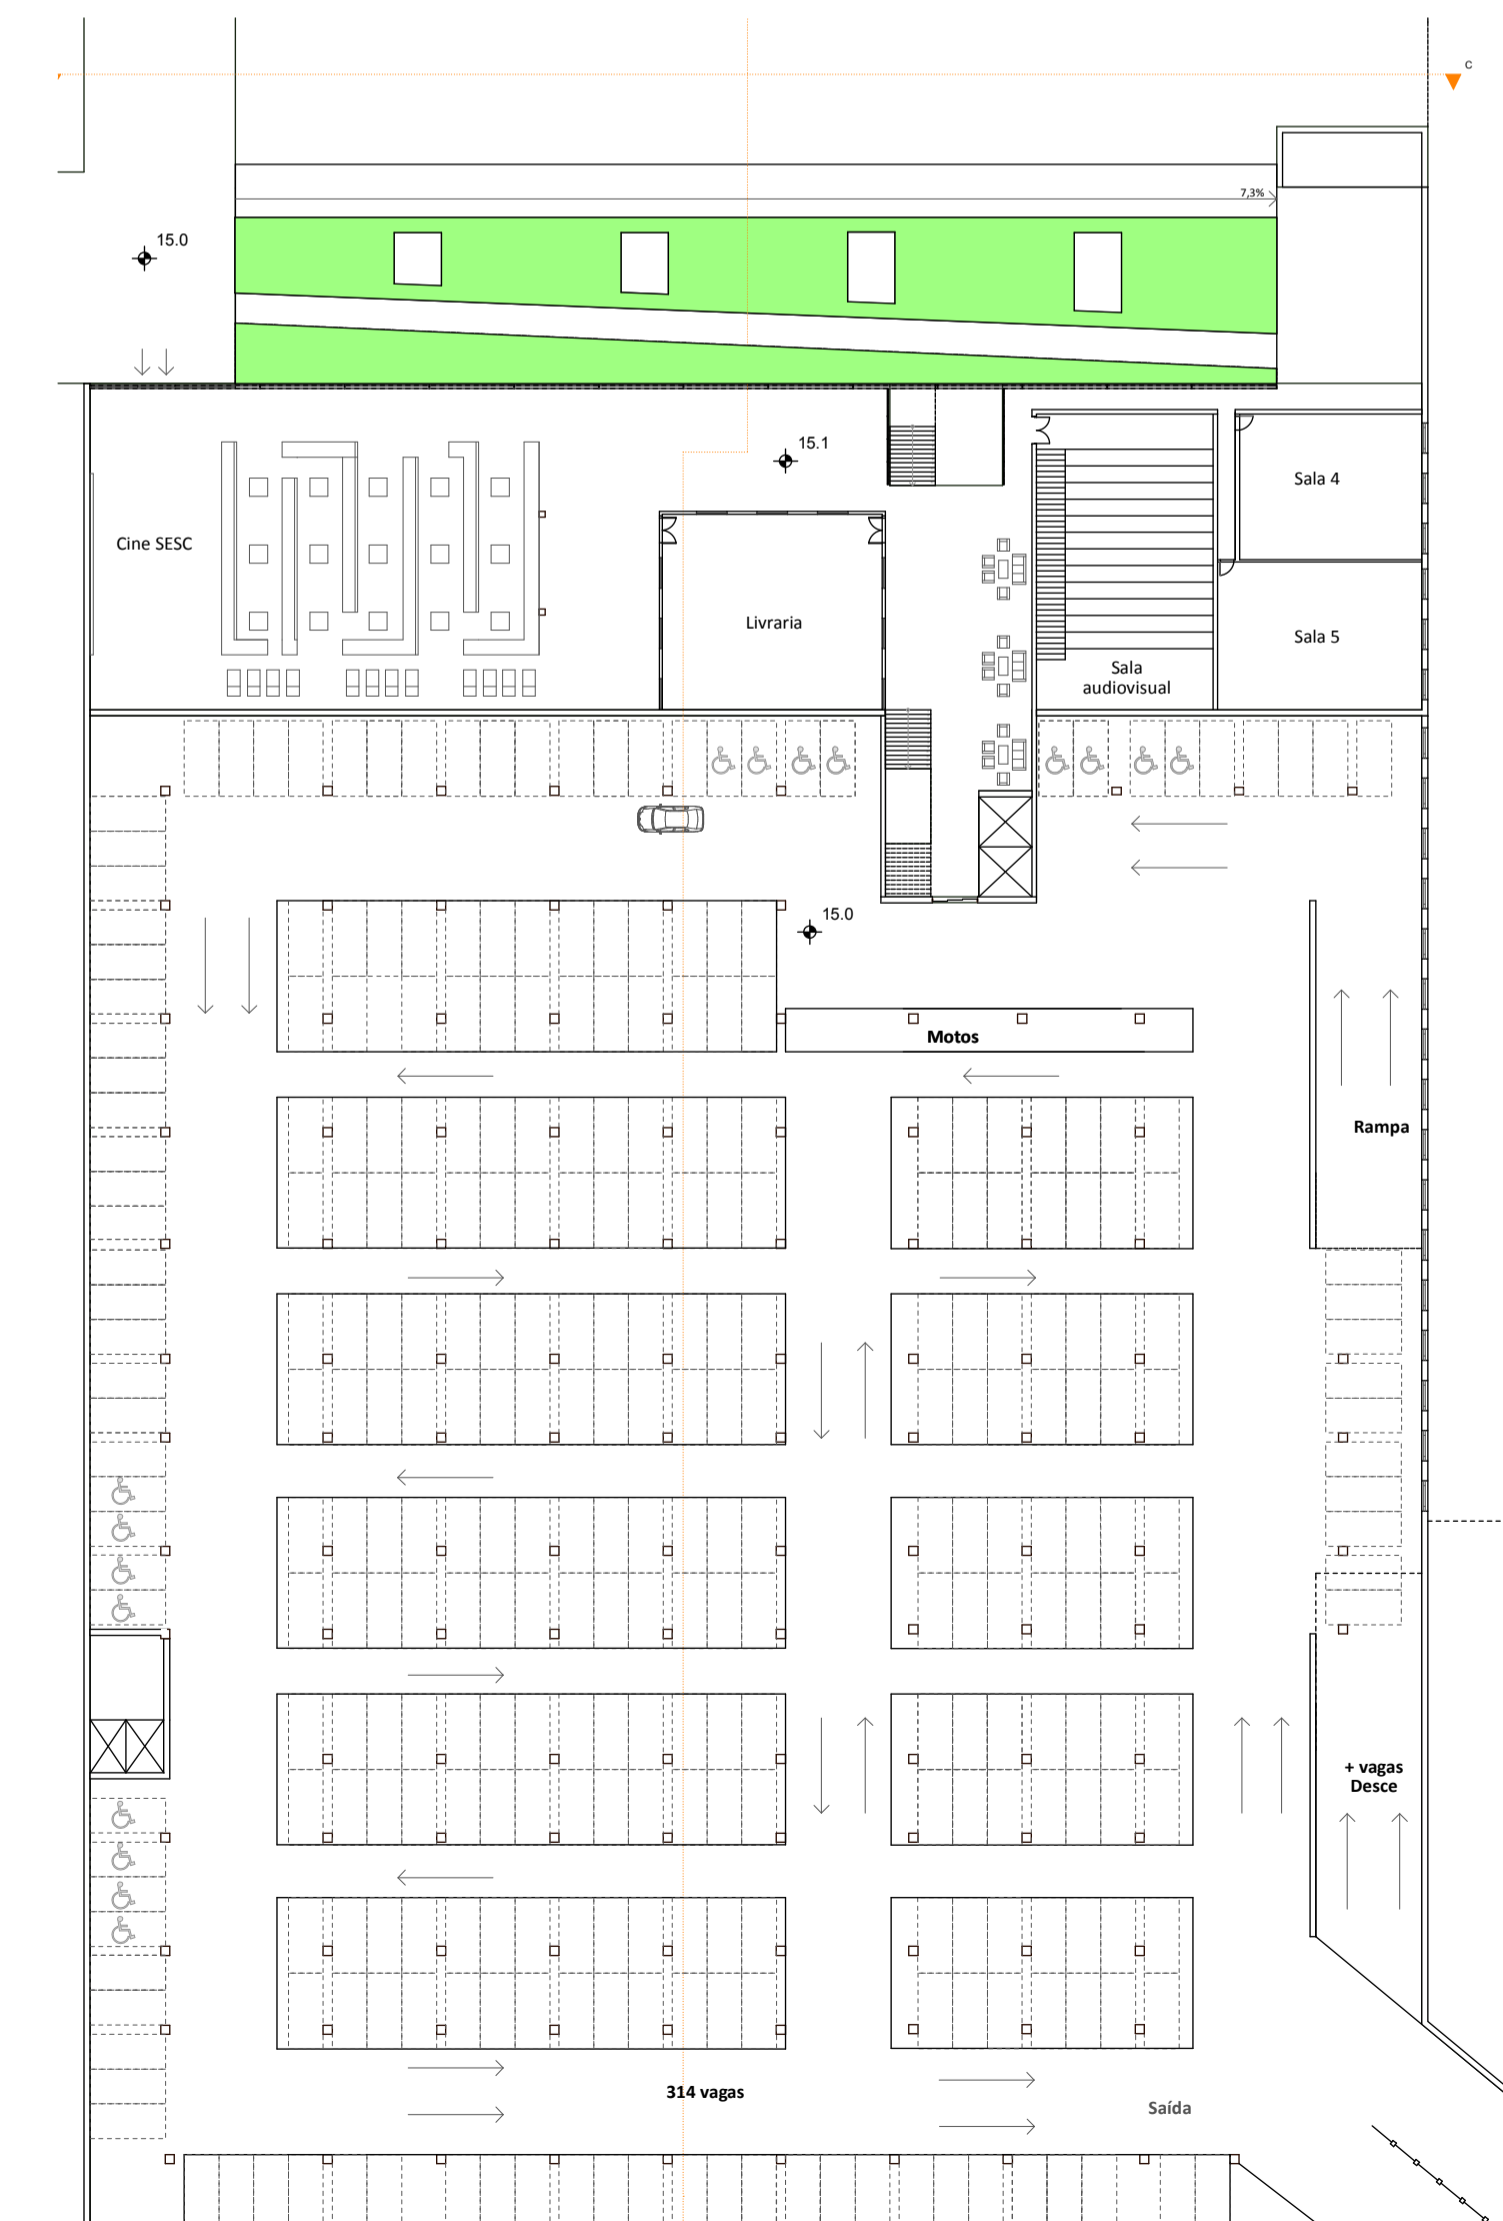 C
7,3%
15.0
15.1
Sala 4
Cine SESC
Livraria
Sala 5
Sala
audiovisual
15.0
Motos
Rampa
+ vagas
Desce
314 vagas
Saída